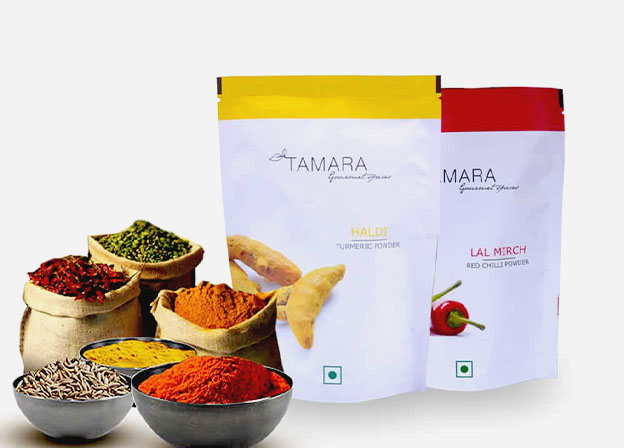 TAMARA
Gourmet spices
HALDI
TURMERIC POWDER
MARA
Gourmet spices
LAL MIRCH
RED CHILLI POWDER